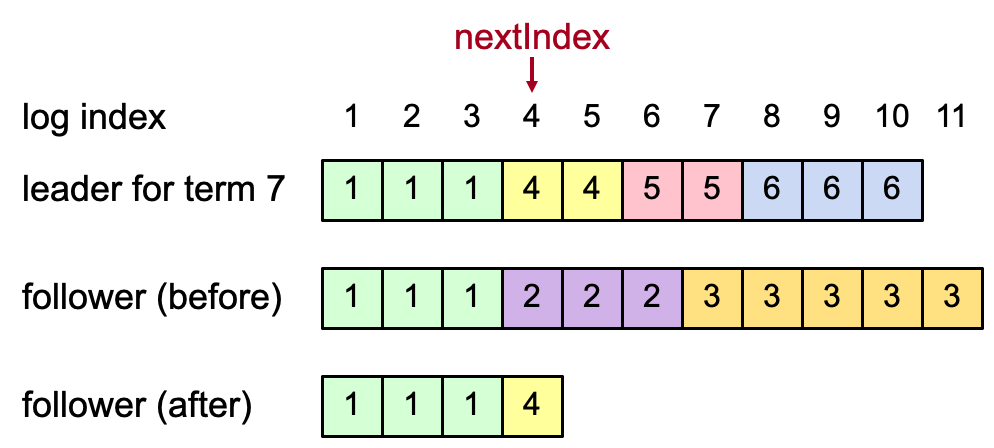 nextIndex
log index 1 2 3 4 5 6 7 8 9 10 11
leader for term 7 1 1 1 4 4 5 5 6 6 6
follower (before) 1 1 1 2 2 2 3 3 3 3 3
follower (after) 1 1 1 4